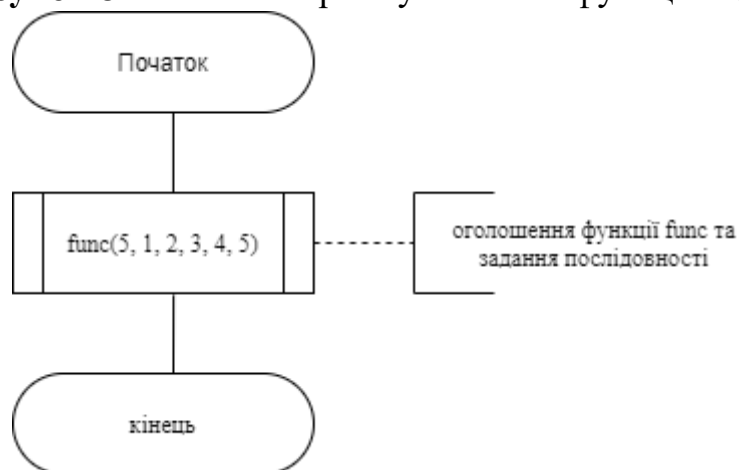 Початок
func(5, 1, 2, 3, 4, 5)
оголошення функції func та
задання послідовності
кінець